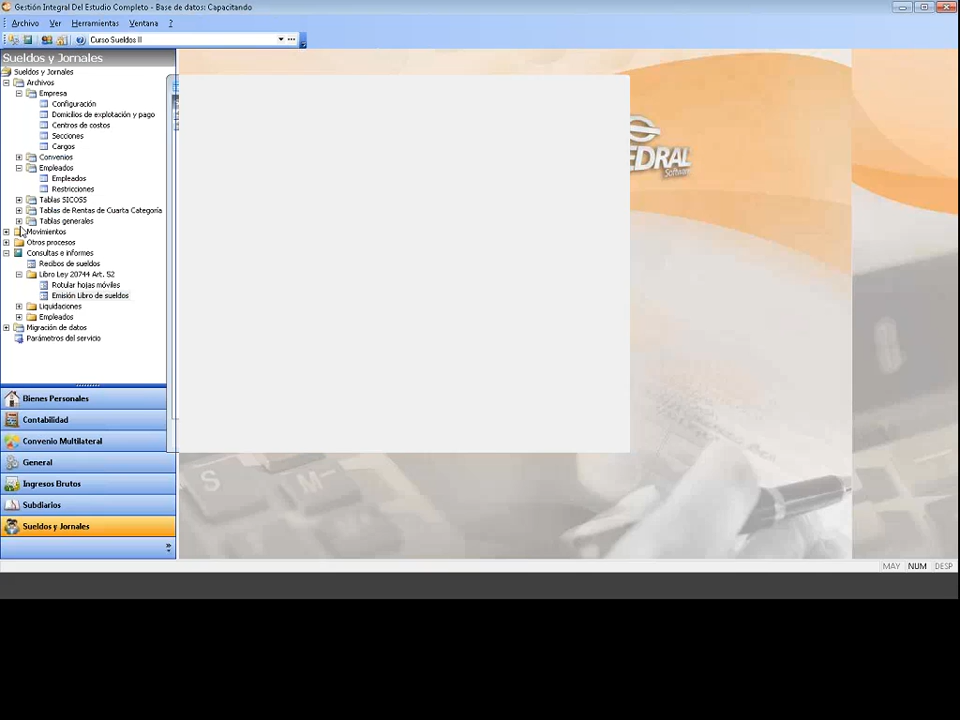 Gestión Integral Del Estudio Completo - Base de datos: Capacitando
Archivo Ver Herramientas Ventana ?
Curso Sueldos II
Sueldos y Jornales
Sueldos y Jornales
Archivos
Empresa
Configuración
Domicilios de explotación y pago
Centros de costos
Secciones
Cargos
Convenios
Empleados
Empleados
Restricciones
Tablas SICOSS
Tablas de Rentas de Cuarta Categoría
Tablas generales
Movimientos
Otros procesos
Consultas e informes
Recibos de sueldos
Libro Ley 20744 Art. 52
Rotular hojas móviles
Emisión Libro de sueldos
Liquidaciones
Empleados
Migración de datos
Parámetros del servicio
Bienes Personales
Contabilidad
Convenio Multilateral
General
Ingresos Brutos
Subdiarios
Sueldos y Jornales
EDRAL
Software
S M
MAY NUM DESP